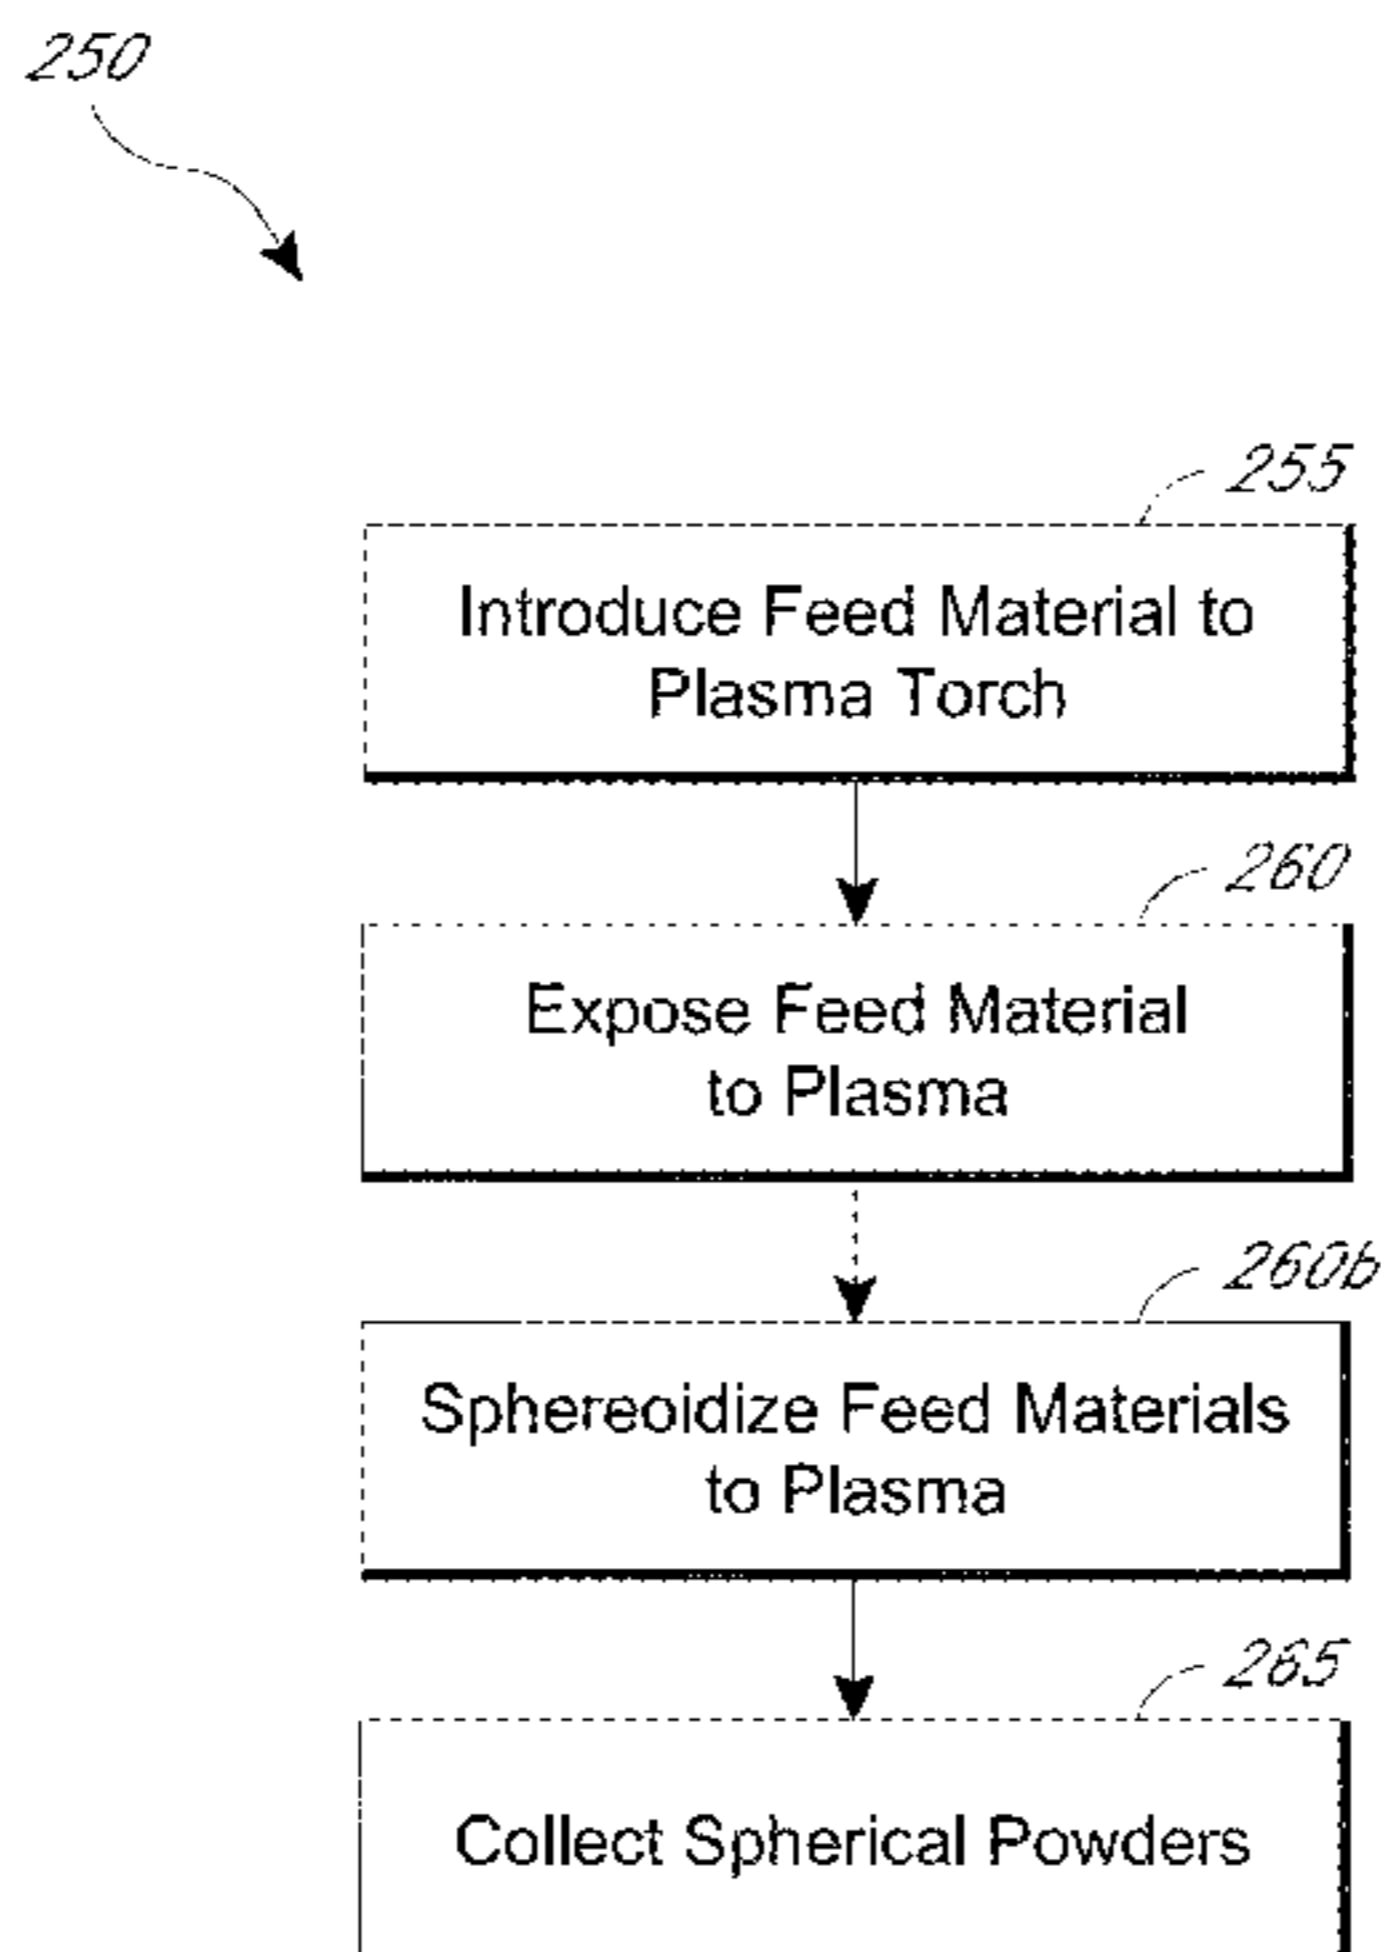 250
255
Introduce Feed Material to
Plasma Torch
260
Expose Feed Material
to Plasma
260b
Sphereoidize Feed Materials
to Plasma
265
Collect Spherical Powders